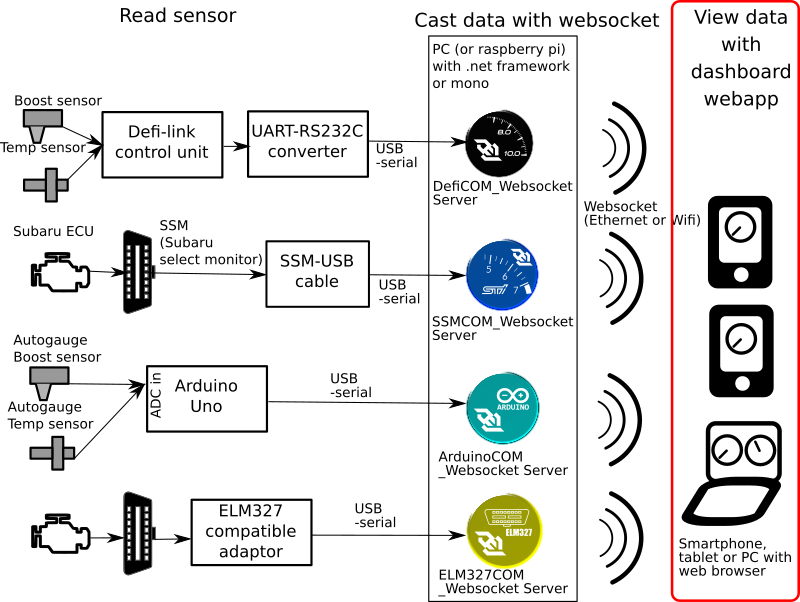 Read sensor
Cast data with websocket
View data
with
dashboard
webapp
PC (or raspberry pi)
with .net framework
or mono
Boost sensor
Temp sensor
Defi-link
control unit
UART-RS232C
converter
USB
-serial
8.0
10.0
DefiCOM_Websocket
Server
Websocket
(Ethernet or Wifi)
Subaru ECU
SSM
(Subaru
select monitor)
SSM-USB
cable
USB
-serial
5
6
7
STI
SSMCOM_Websocket
Server
Autogauge
Boost sensor
Autogauge
Temp sensor
ADC in
Arduino
Uno
USB
-serial
ARDUINO
ArduinoCOM
_Websocket Server
ELM327
compatible
adaptor
USB
-serial
ELM327
ELM327COM
_Websocket Server
Smartphone,
tablet or PC with
web browser